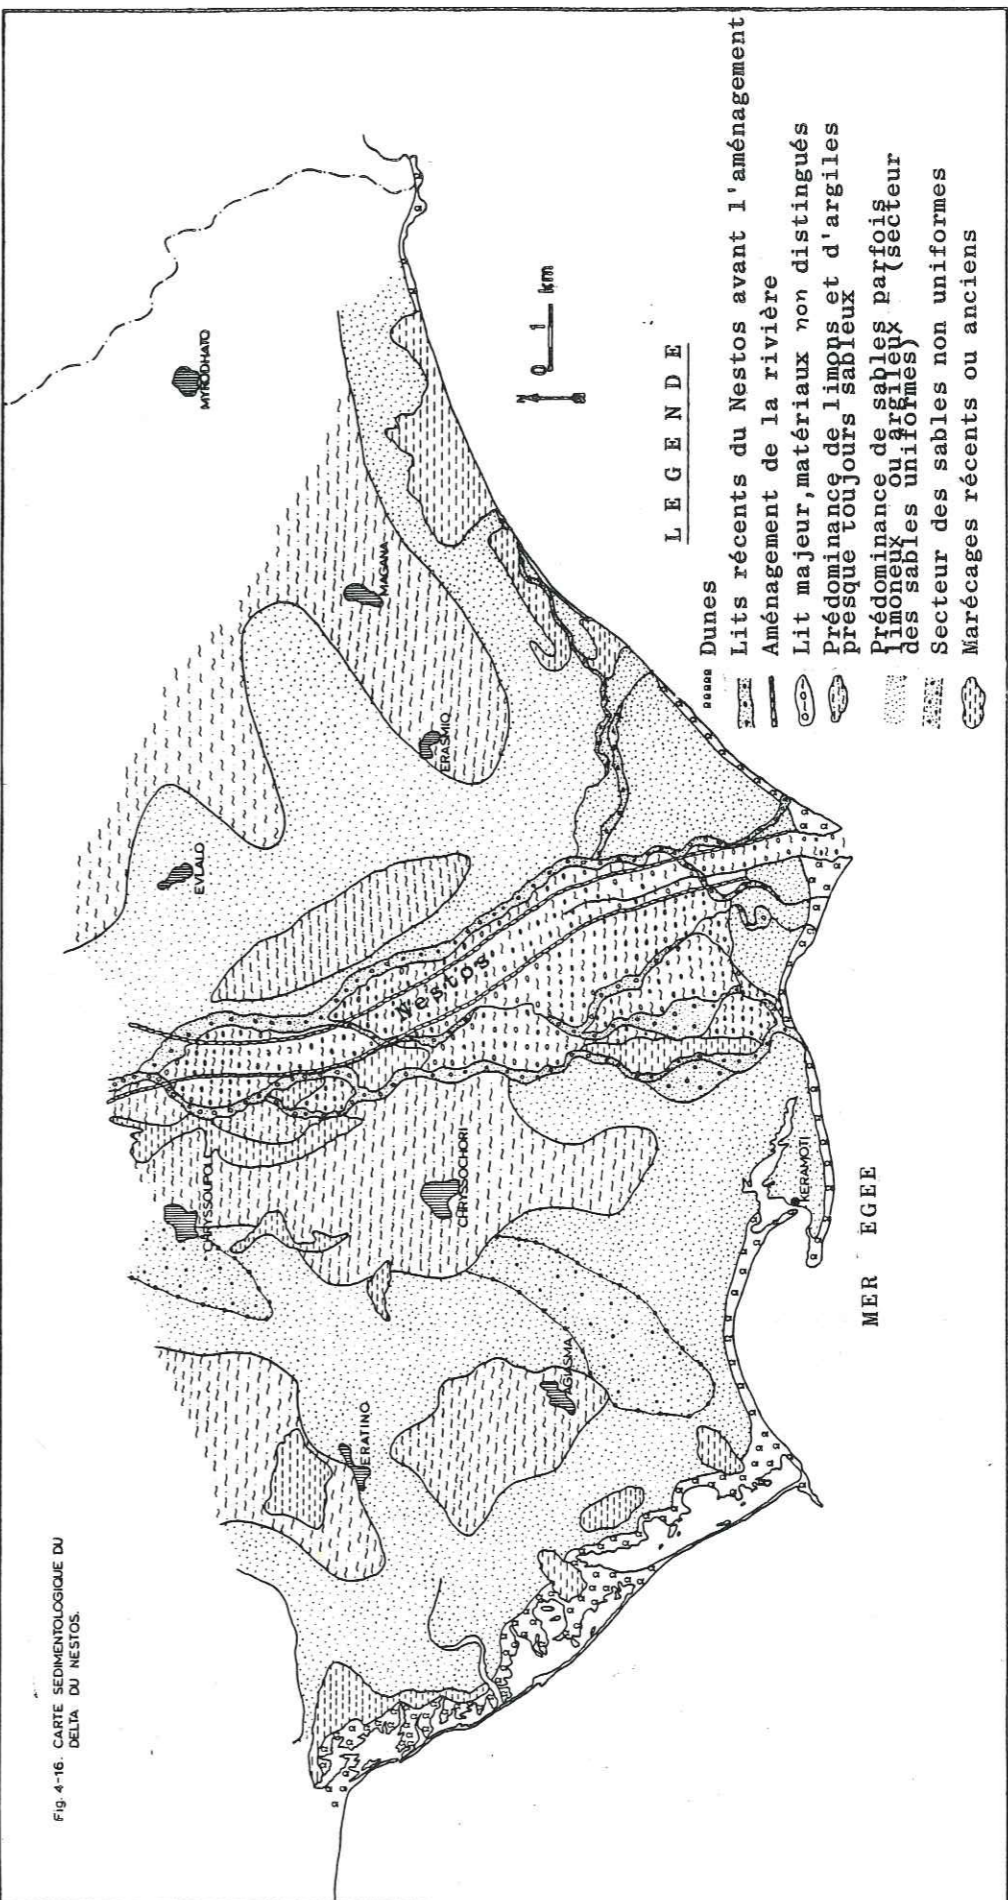 Fig. 4-16. CARTE SEDIMENTOLOGIQUE DU
DELTA DU NESTOS.
MYRODHATO
MAGANA
ERASMIO
EVLALO
Nestos
CHRYSSOUPOLI
CHRYSSOCHORI
ERATINO
AGIASMA
KERAMOTI
MER EGEE
N
0 1 km
LEGENDE
Dunes
Lits récents du Nestos avant l'aménagement
Aménagement de la rivière
Lit majeur, matériaux non distingués
Prédominance de limons et d'argiles
presque toujours sableux
Prédominance de sables parfois
limoneux ou argileux (secteur
des sables uniformes)
Secteur des sables non uniformes
Marécages récents ou anciens